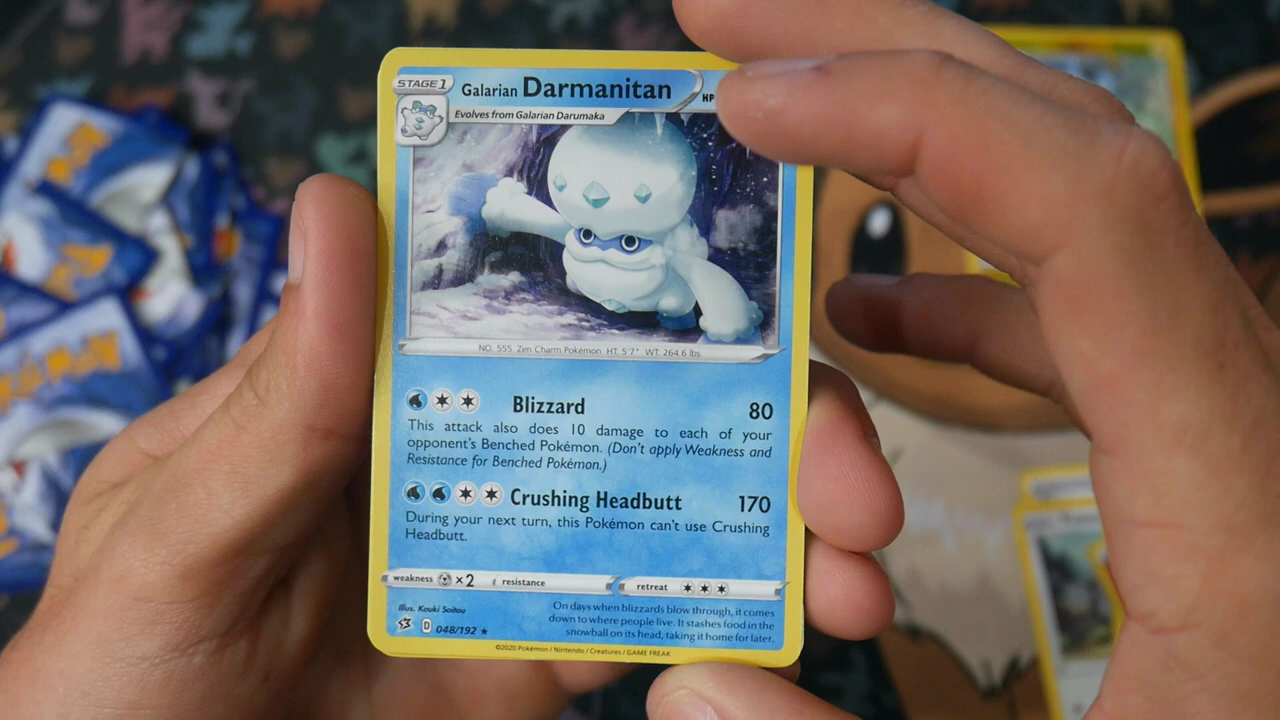 STAGE 1
Galarian Darmanitan HP
Evolves from Galarian Darumaka
NO. 555 Zen Charm Pokémon HT: 5'7" WT: 264.6 lbs.
Blizzard 80
This attack also does 10 damage to each of your
opponent's Benched Pokémon. (Don't apply Weakness and
Resistance for Benched Pokémon.)
Crushing Headbutt 170
During your next turn, this Pokémon can't use Crushing
Headbutt.
weakness ×2 resistance retreat
Illus. Kouki Saitou
D 048/192 ★
On days when blizzards blow through, it comes
down to where people live. It stashes food in the
snowball on its head, taking it home for later.
©2020 Pokémon / Nintendo / Creatures / GAME FREAK